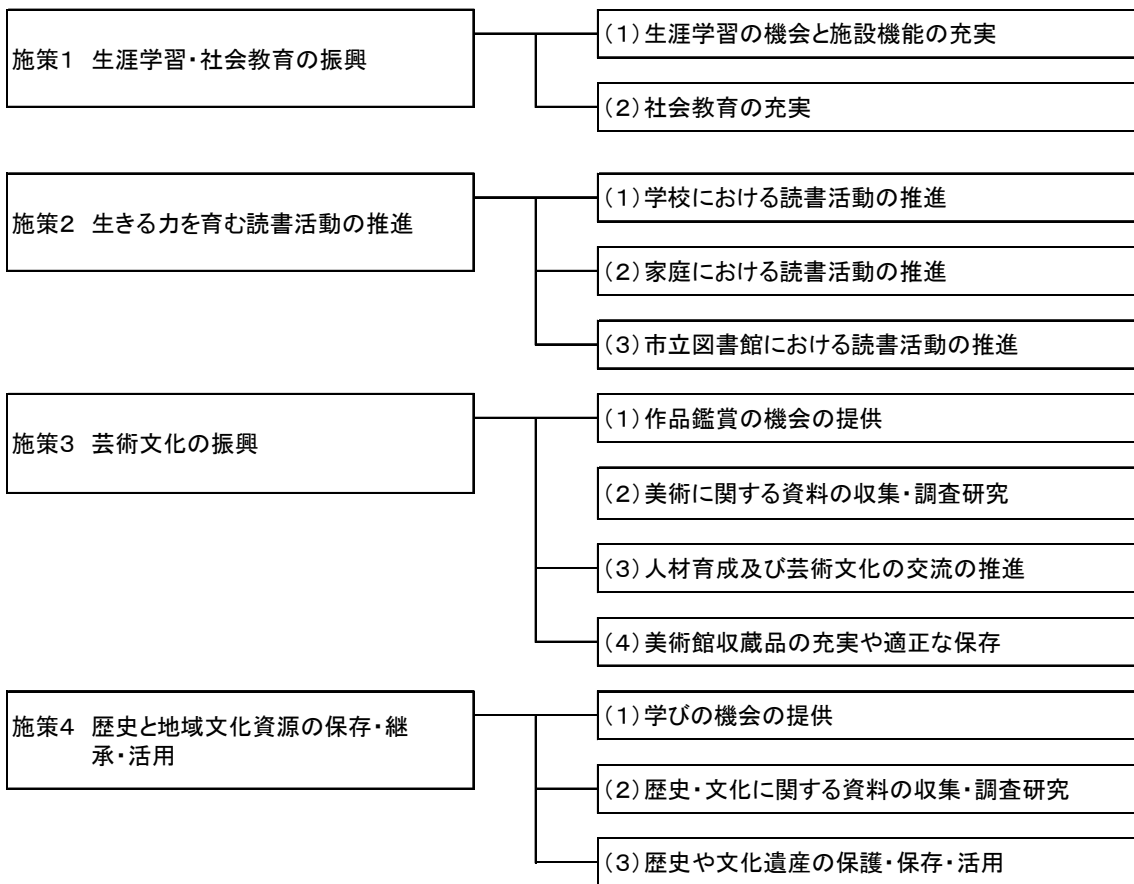 施策1 生涯学習・社会教育の振興
(1)生涯学習の機会と施設機能の充実
(2)社会教育の充実
施策2 生きる力を育む読書活動の推進
(1)学校における読書活動の推進
(2)家庭における読書活動の推進
(3)市立図書館における読書活動の推進
施策3 芸術文化の振興
(1)作品鑑賞の機会の提供
(2)美術に関する資料の収集・調査研究
(3)人材育成及び芸術文化の交流の推進
(4)美術館収蔵品の充実や適正な保存
施策4 歴史と地域文化資源の保存・継
承・活用
(1)学びの機会の提供
(2)歴史・文化に関する資料の収集・調査研究
(3)歴史や文化遺産の保護・保存・活用